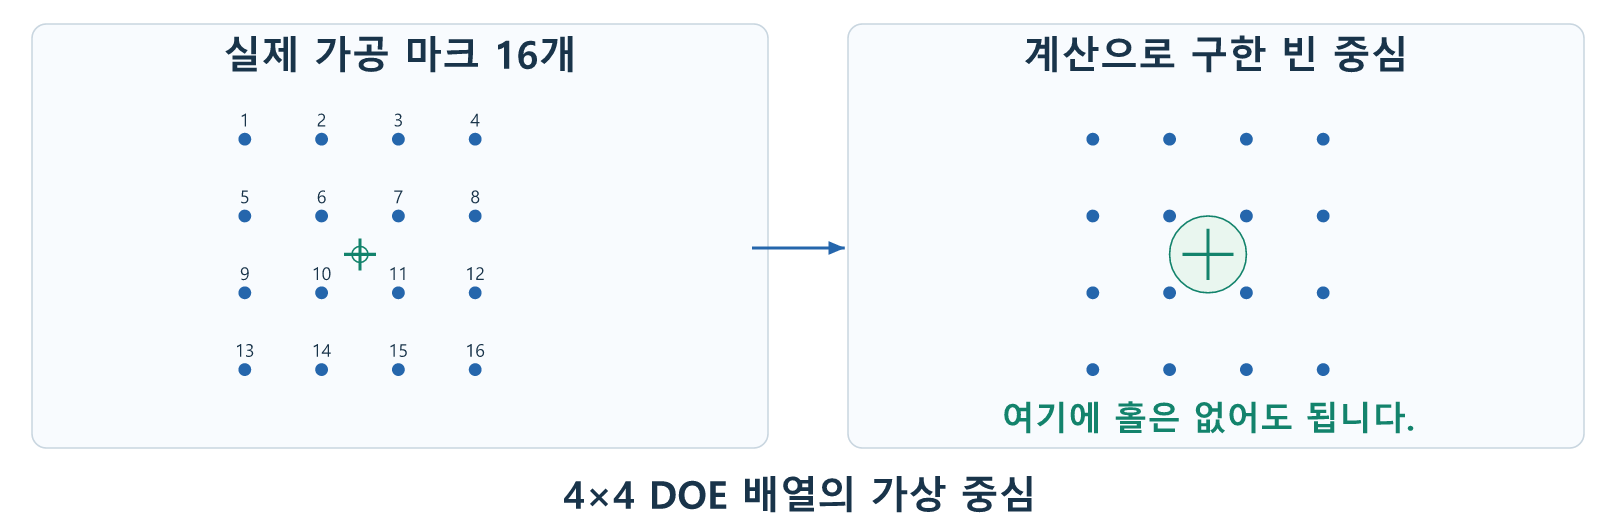 실제 가공 마크 16개
1 2 3 4
5 6 7 8
9 10 11 12
13 14 15 16
계산으로 구한 빈 중심
여기에 홀은 없어도 됩니다.
4×4 DOE 배열의 가상 중심